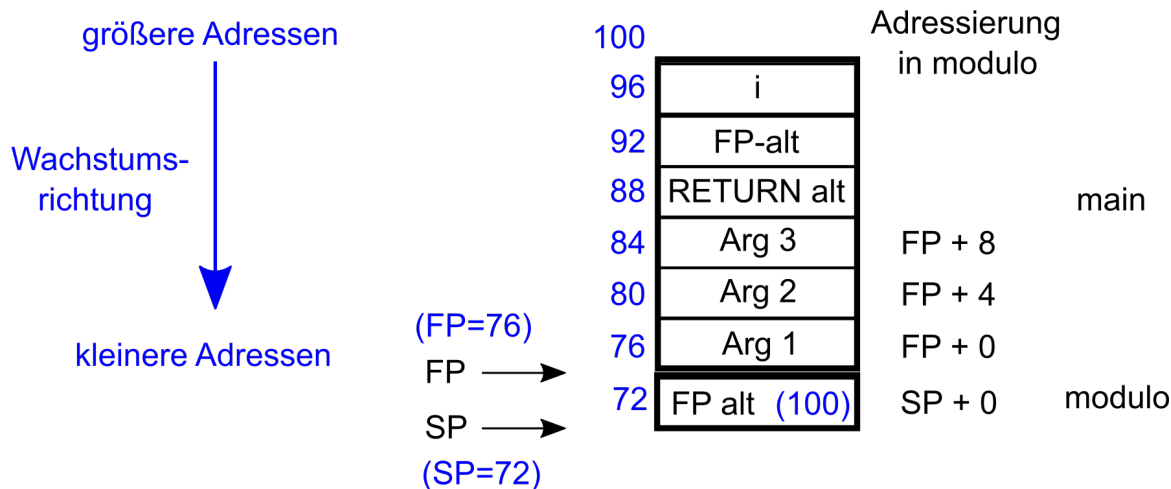 größere Adressen
Wachstums-
richtung
kleinere Adressen
(FP=76)
FP
SP
(SP=72)
100
Adressierung
in modulo
96 i
92 FP-alt
88 RETURN alt
main
84 Arg 3 FP + 8
80 Arg 2 FP + 4
76 Arg 1 FP + 0
72 FP alt (100) SP + 0 modulo